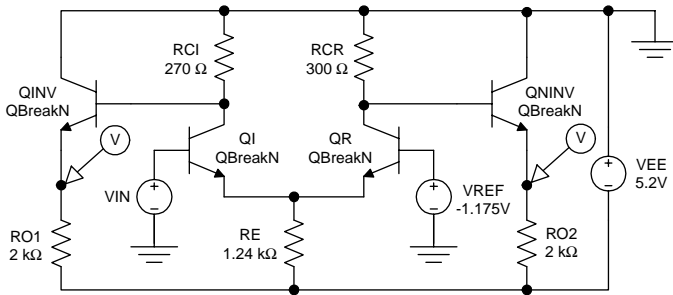 RCI
270 Ω
RCR
300 Ω
QINV
QBreakN
QNINV
QBreakN
QI
QBreakN
QR
QBreakN
V
V
VIN
+
−
+
−
VREF
-1.175V
+
−
VEE
5.2V
RO1
2 kΩ
RE
1.24 kΩ
RO2
2 kΩ